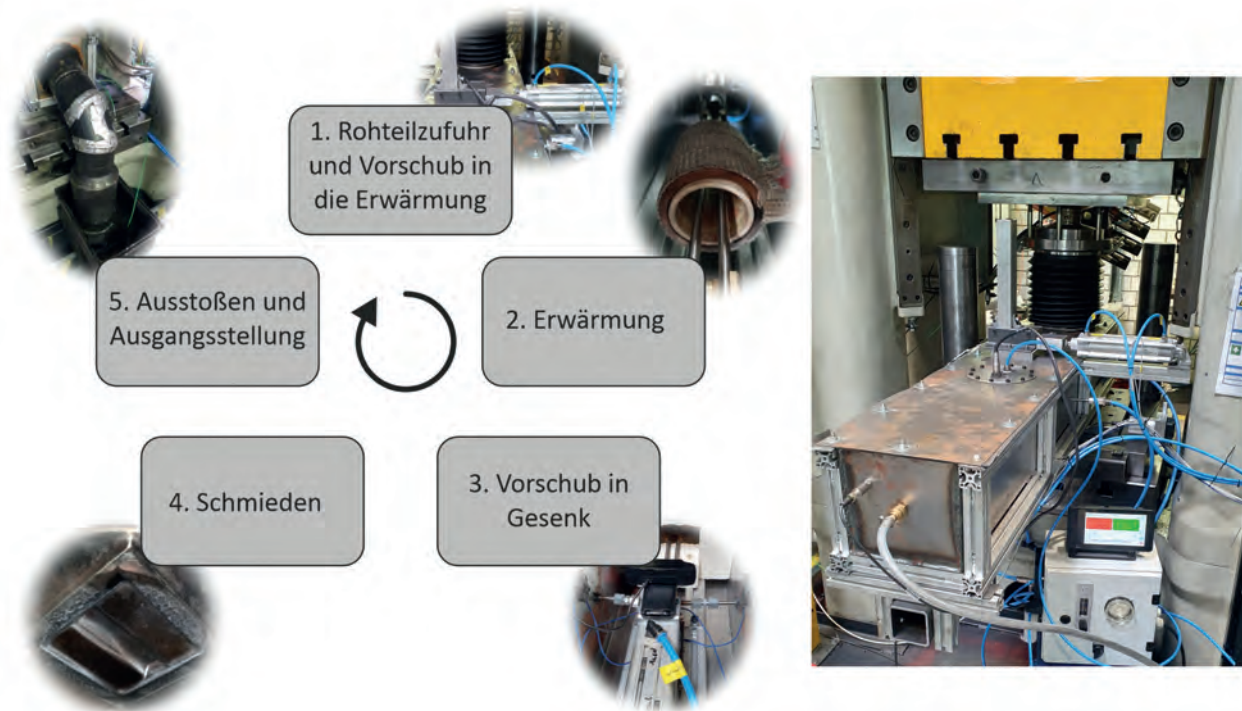 1. Rohteilzufuhr
und Vorschub in
die Erwärmung
2. Erwärmung
3. Vorschub in
Gesenk
4. Schmieden
5. Ausstoßen und
Ausgangsstellung